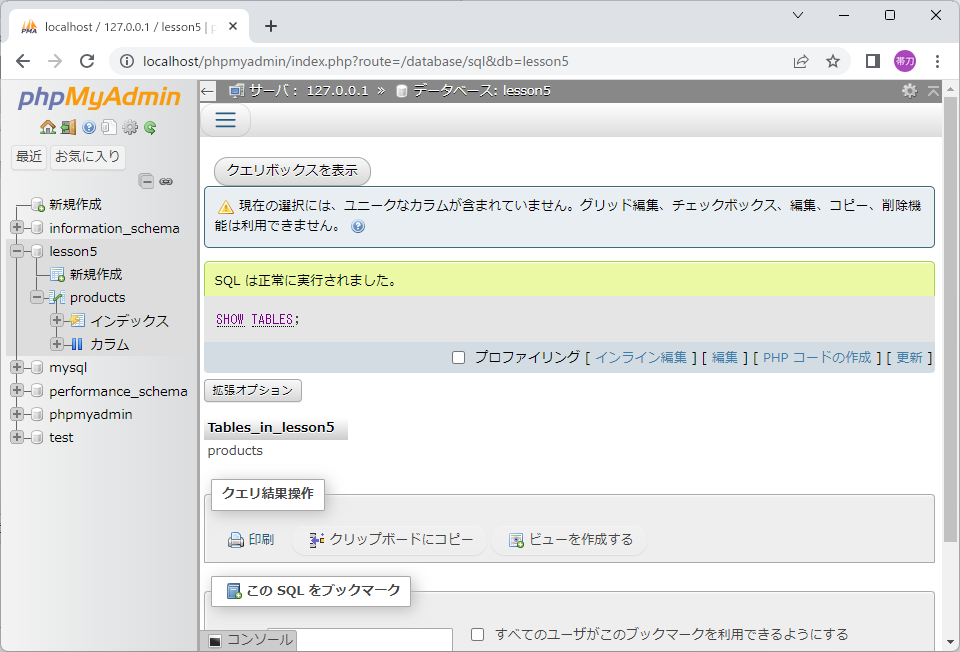 localhost / 127.0.0.1 / lesson5 | p
localhost/phpmyadmin/index.php?route=/database/sql&db=lesson5
帯刀
phpMyAdmin
最近 お気に入り
新規作成
information_schema
lesson5
新規作成
products
インデックス
カラム
mysql
performance_schema
phpmyadmin
test
サーバ: 127.0.0.1 » データベース: lesson5
クエリボックスを表示
現在の選択には、ユニークなカラムが含まれていません。グリッド編集、チェックボックス、編集、コピー、削除機
能は利用できません。
SQL は正常に実行されました。
SHOW TABLES;
プロファイリング [ インライン編集 ] [ 編集 ] [ PHP コードの作成 ] [ 更新 ]
拡張オプション
Tables_in_lesson5
products
クエリ結果操作
印刷 クリップボードにコピー ビューを作成する
この SQL をブックマーク
コンソール
すべてのユーザがこのブックマークを利用できるようにする